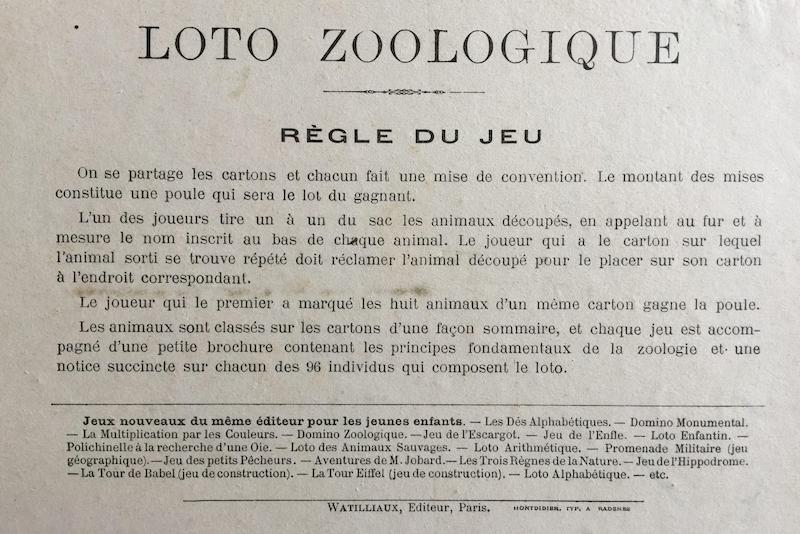 LOTO ZOOLOGIQUE
RÈGLE DU JEU
On se partage les cartons et chacun fait une mise de convention. Le montant des mises
constitue une poule qui sera le lot du gagnant.
L'un des joueurs tire un à un du sac les animaux découpés, en appelant au fur et à
mesure le nom inscrit au bas de chaque animal. Le joueur qui a le carton sur lequel
l'animal sorti se trouve répété doit réclamer l'animal découpé pour le placer sur son carton
à l'endroit correspondant.
Le joueur qui le premier a marqué les huit animaux d'un même carton gagne la poule.
Les animaux sont classés sur les cartons d'une façon sommaire, et chaque jeu est accom-
pagné d'une petite brochure contenant les principes fondamentaux de la zoologie et une
notice succincte sur chacun des 96 individus qui composent le loto.
Jeux nouveaux du même éditeur pour les jeunes enfants. — Les Dés Alphabétiques. — Domino Monumental.
— La Multiplication par les Couleurs. — Domino Zoologique. — Jeu de l'Escargot. — Jeu de l'Enfle. — Loto Enfantin. —
Polichinelle à la recherche d'une Oie. — Loto des Animaux Sauvages. — Loto Arithmétique. — Promenade Militaire (jeu
géographique). — Jeu des petits Pêcheurs. — Aventures de M. Jobard. — Les Trois Règnes de la Nature. — Jeu de l'Hippodrome.
— La Tour de Babel (jeu de construction). — La Tour Eiffel (jeu de construction). — Loto Alphabétique. — etc.
WATILLIAUX, Editeur, Paris. MONTDIDIER. TYP. A RADENEZ